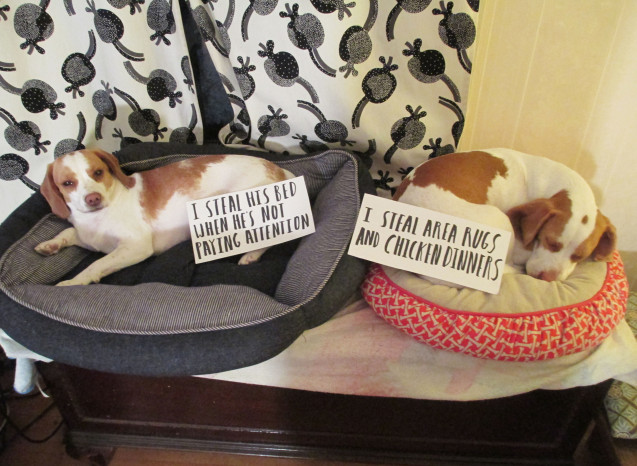 I STEAL HIS BED
WHEN HE'S NOT
PAYING ATTENTION
I STEAL AREA RUGS
AND CHICKEN DINNERS